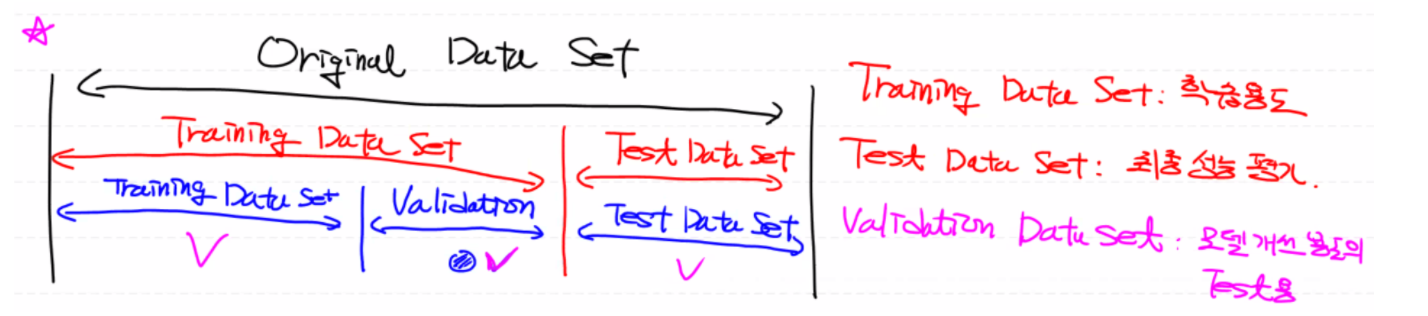 Original Data Set
Training Data Set
Test Data Set
Training Data Set
Validation
Test Data Set
Training Data Set: 학습용도
Test Data Set: 최종 성능 평가.
Validation Data Set: 모델 개선 용도의
Test용